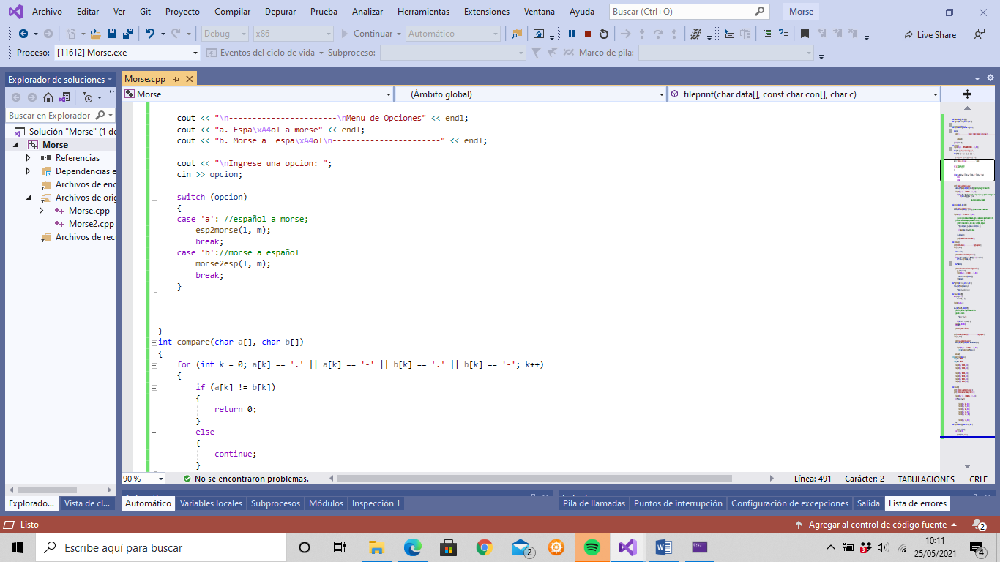 Archivo Editar Ver Git Proyecto Compilar Depurar Prueba Analizar Herramientas Extensiones Ventana Ayuda Buscar (Ctrl+Q) Morse
Debug x86 Continuar Automático Live Share
Proceso: [11612] Morse.exe Eventos del ciclo de vida Subproceso: Marco de pila:
Explorador de soluciones
Buscar en Explorador
Solución "Morse" (1 de
Morse
Referencias
Dependencias e
Archivos de enc
Archivos de orig
Morse.cpp
Morse2.cpp
Archivos de rec
Explorado... Vista de cl...
Morse.cpp
Morse (Ámbito global) fileprint(char data[], const char con[], char c)
cout << "\n-----------------------\nMenu de Opciones" << endl;
cout << "a. Espa\xA4ol a morse" << endl;
cout << "b. Morse a  espa\xA4ol\n-----------------------" << endl;
cout << "\nIngrese una opcion: ";
cin >> opcion;
switch (opcion)
{
case 'a': //español a morse;
esp2morse(l, m);
break;
case 'b'://morse a español
morse2esp(l, m);
break;
}
}
int compare(char a[], char b[])
{
for (int k = 0; a[k] == '.' || a[k] == '-' || b[k] == '.' || b[k] == '-'; k++)
{
if (a[k] != b[k])
{
return 0;
}
else
{
continue;
}
90 % No se encontraron problemas. Línea: 491 Carácter: 2 TABULACIONES CRLF
Automático Variables locales Subprocesos Módulos Inspección 1 Pila de llamadas Puntos de interrupción Configuración de excepciones Salida Lista de errores
Listo Agregar al control de código fuente 2
Escribe aquí para buscar 2 3 10:11
25/05/2021 4